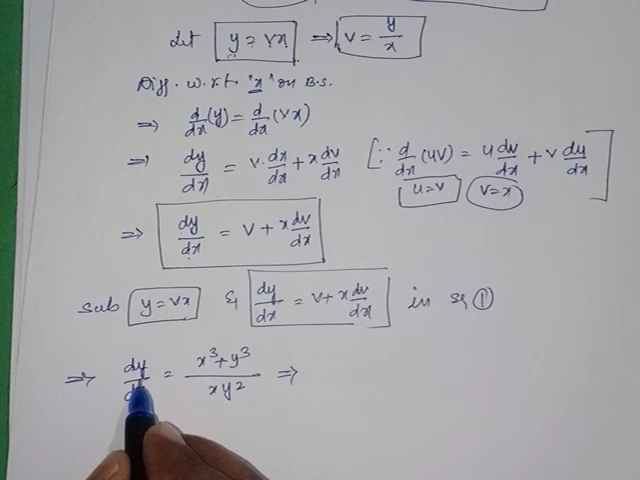 Let y = vx ⇒ v = y/x
Diff. w.r.t. "x" on B.S.
⇒ d/dx (y) = d/dx (vx)
⇒ dy/dx = v. dx/dx + x dv/dx [∵ d/dx (uv) = u dv/dx + v du/dx]
u=v v=x
⇒ dy/dx = v + x dv/dx
Sub y = vx & dy/dx = v + x dv/dx in ①
⇒ dy/dx = x³+y³/xy² ⇒